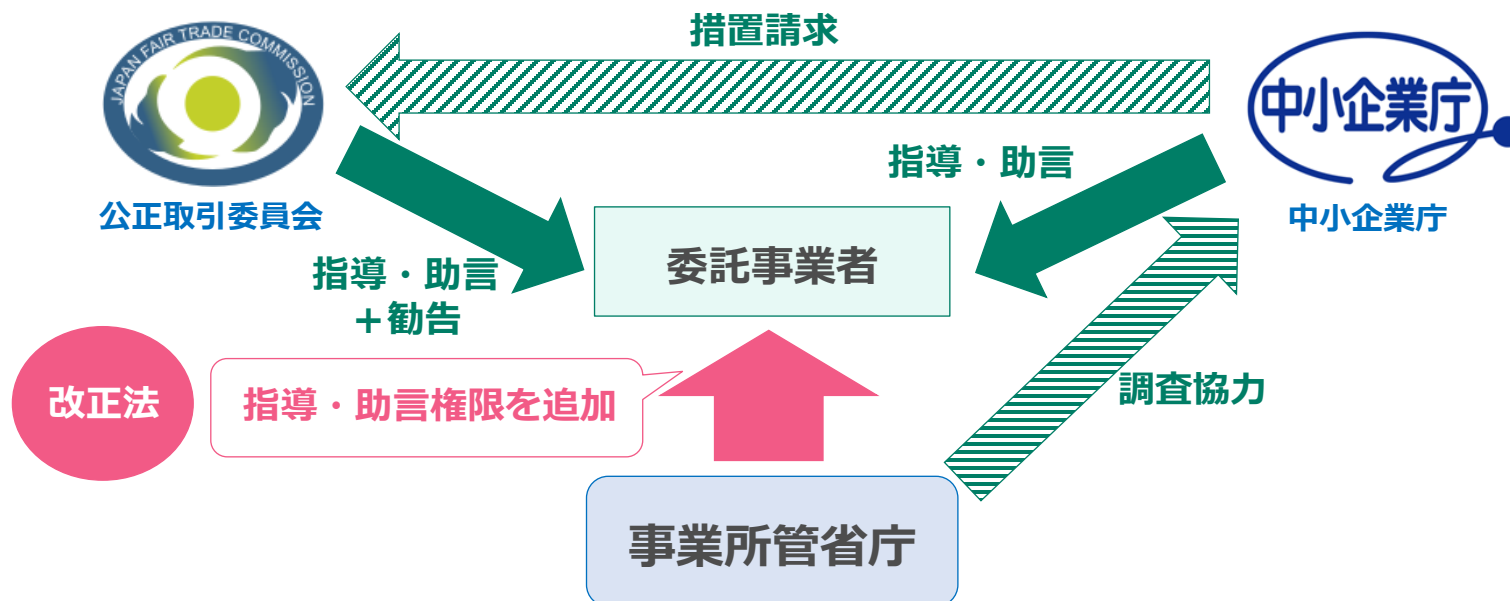 措置請求
JAPAN FAIR TRADE COMMISSION
中小企業庁
指導・助言
公正取引委員会
中小企業庁
委託事業者
指導・助言
＋勧告
改正法
指導・助言権限を追加
調査協力
事業所管省庁